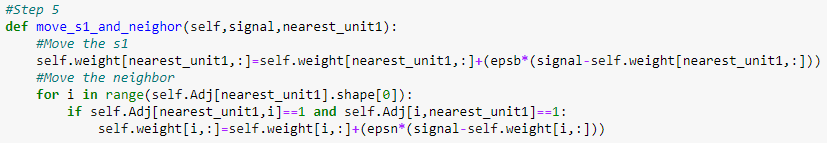 #Step 5
def move_s1_and_neighor(self,signal,nearest_unit1):
    #Move the s1
    self.weight[nearest_unit1,:]=self.weight[nearest_unit1,:]+(epsb*(signal-self.weight[nearest_unit1,:]))
    #Move the neighbor
    for i in range(self.Adj[nearest_unit1].shape[0]):
        if self.Adj[nearest_unit1,i]==1 and self.Adj[i,nearest_unit1]==1:
            self.weight[i,:]=self.weight[i,:]+(epsn*(signal-self.weight[i,:]))